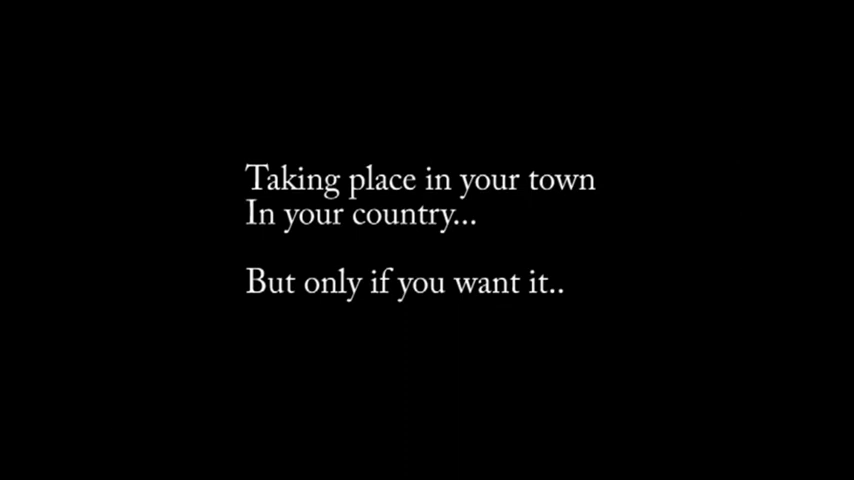 Taking place in your town
In your country...
But only if you want it..